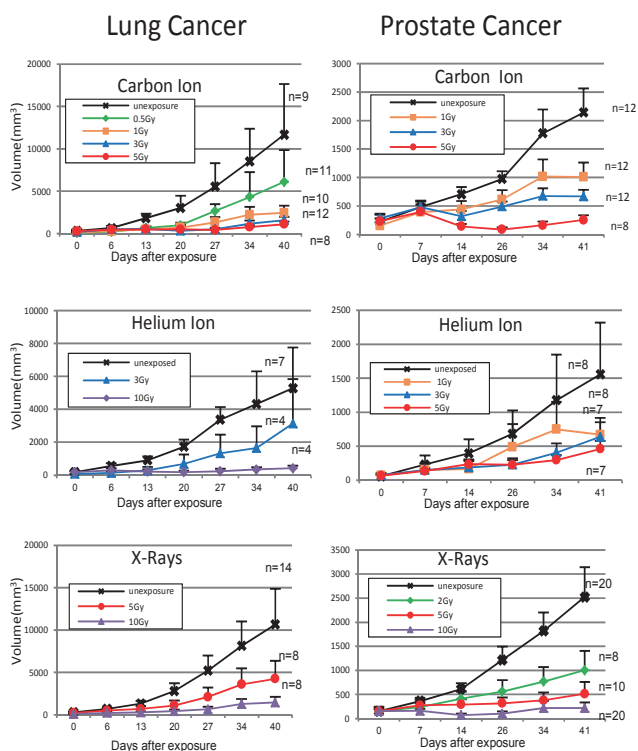 Lung Cancer
Prostate Cancer
Carbon Ion
Volume(mm³)
20000
15000
10000
5000
0
unexposure
0.5Gy
1Gy
3Gy
5Gy
n=9
n=11
n=10
n=12
n=8
0 6 13 20 27 34 40
Days after exposure
Carbon Ion
3000
2500
2000
1500
1000
500
0
unexposure
1Gy
3Gy
5Gy
n=12
n=12
n=12
n=8
0 7 14 26 34 41
Days after exposure
Helium Ion
Volume(mm³)
10000
8000
6000
4000
2000
0
unexposed
3Gy
10Gy
n=7
n=4
n=4
0 6 13 20 27 34 40
Days after exposure
Helium Ion
2500
2000
1500
1000
500
0
unexposed
1Gy
3Gy
5Gy
n=8
n=8
n=7
n=7
0 7 14 26 34 41
Days after exposure
X-Rays
Volume(mm³)
20000
15000
10000
5000
0
unexposure
5Gy
10Gy
n=14
n=8
n=8
0 6 13 20 27 34 40
Days after exposure
X-Rays
3500
3000
2500
2000
1500
1000
500
0
unexposure
2Gy
5Gy
10Gy
n=20
n=8
n=10
n=20
0 7 14 26 34 41
Days after exposure